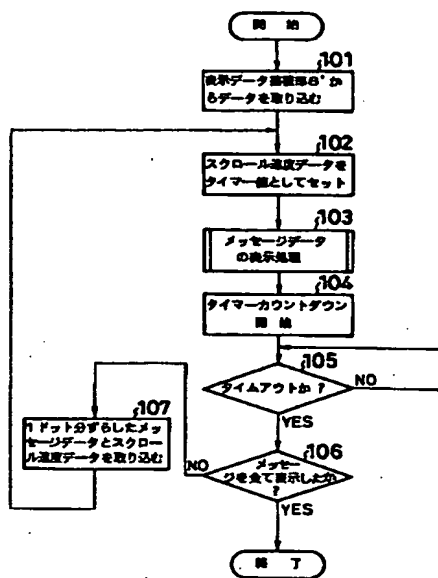 開始
101
表示データ蓄積部8゜か
らデータを取り込む
102
スクロール速度データを
タイマー値としてセット
103
メッセージデータ
の表示処理
104
タイマーカウントダウン
開始
105
タイムアウトか?
NO
YES
106
メッセー
ジを全て表示したか
?
NO
YES
107
1ドット分ずらしたメッ
セージデータとスクロー
ル速度データを取り込む
終了